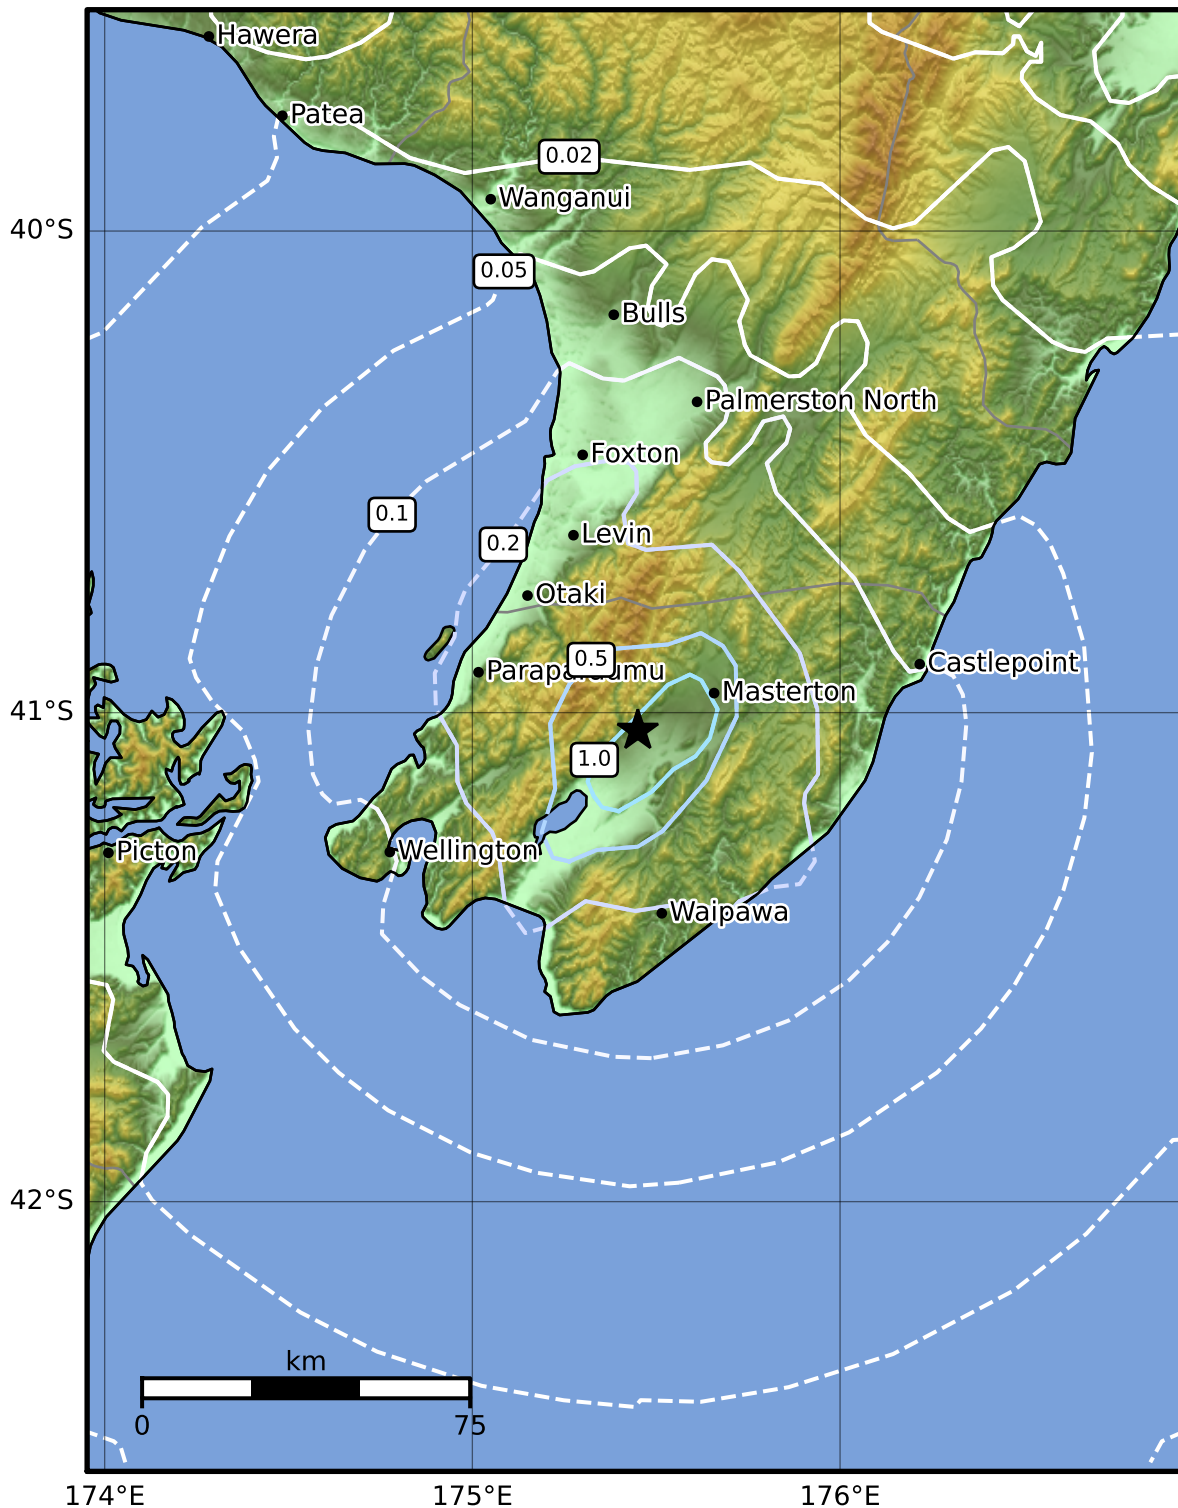 Hawera
Patea
0.02
Wanganui
40°S
0.05
Bulls
Palmerston North
Foxton
0.1
Levin
0.2
Otaki
0.5
Castlepoint
Paraparaumu
Masterton
41°S
1.0
Picton
Wellington
Waipawa
42°S
km
0
75
174°E
175°E
176°E